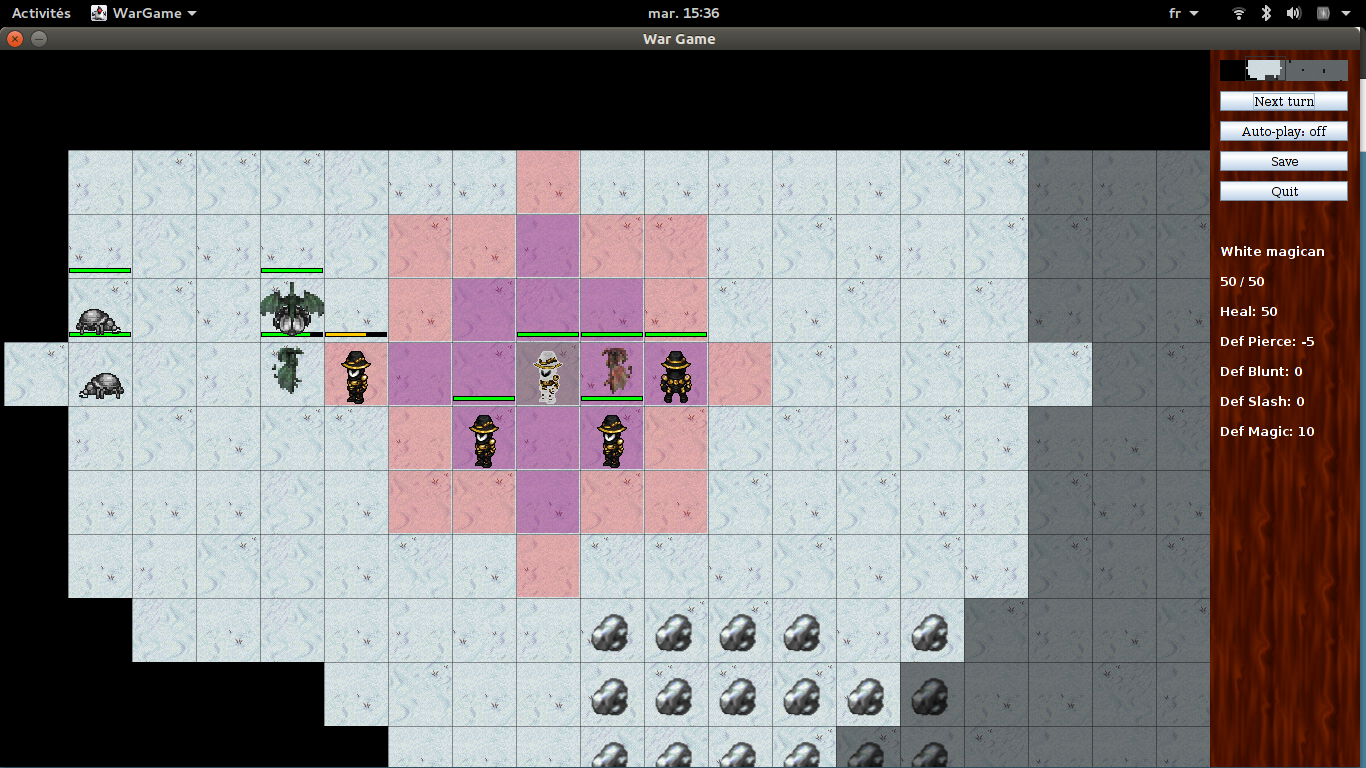 Activités WarGame mar. 15:36 fr
War Game
Next turn
Auto-play: off
Save
Quit
White magican
50 / 50
Heal: 50
Def Pierce: -5
Def Blunt: 0
Def Slash: 0
Def Magic: 10